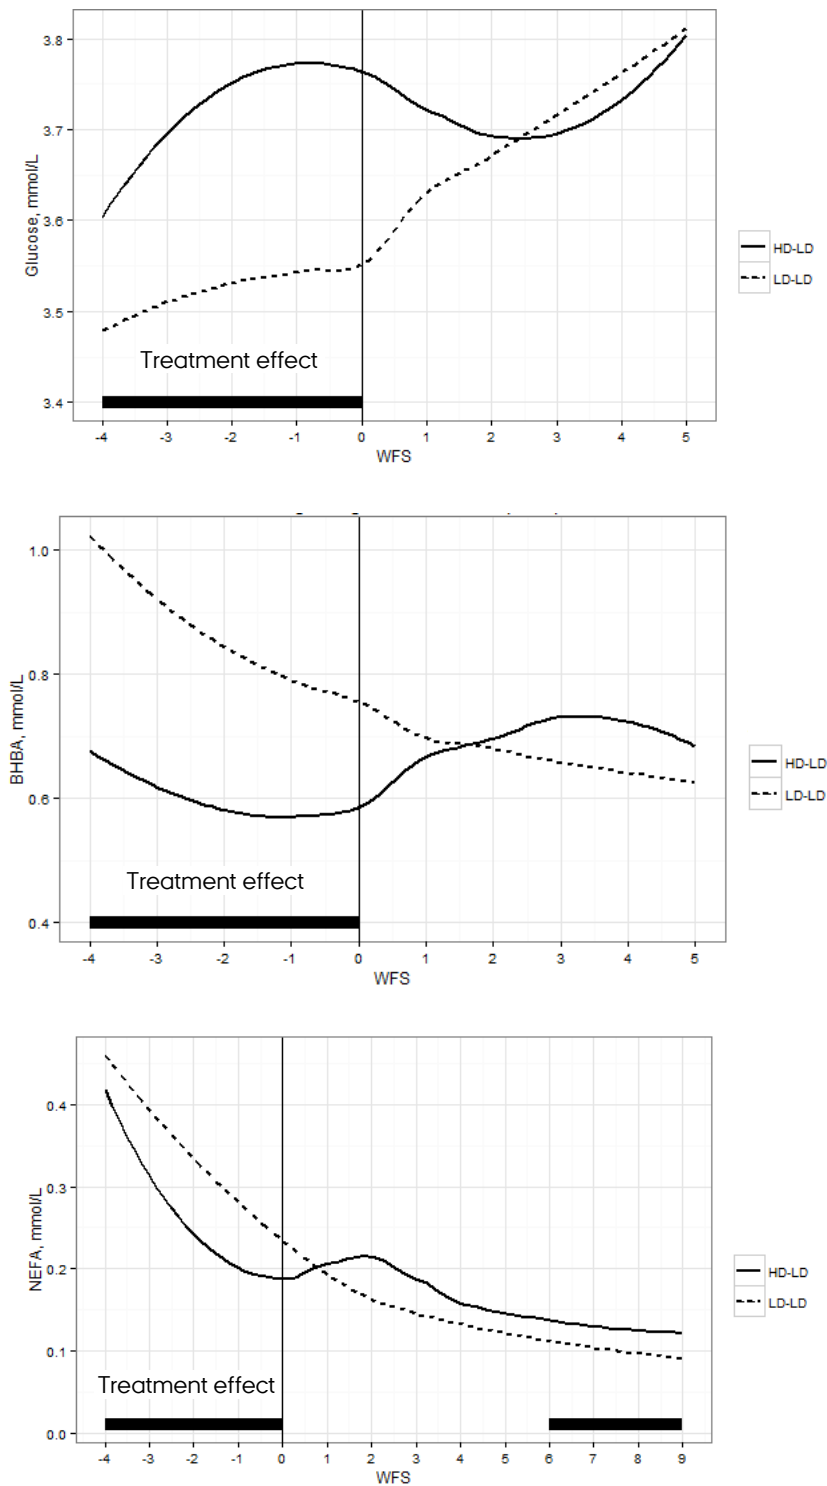 3.8
3.7
3.6
3.5
3.4
Glucose, mmol/L
Treatment effect
-4 -3 -2 -1 0 1 2 3 4 5
WFS
HD-LD
LD-LD
1.0
0.8
0.6
0.4
BHBA, mmol/L
Treatment effect
-4 -3 -2 -1 0 1 2 3 4 5
WFS
HD-LD
LD-LD
0.4
0.3
0.2
0.1
0.0
NEFA, mmol/L
Treatment effect
-4 -3 -2 -1 0 1 2 3 4 5 6 7 8 9
WFS
HD-LD
LD-LD